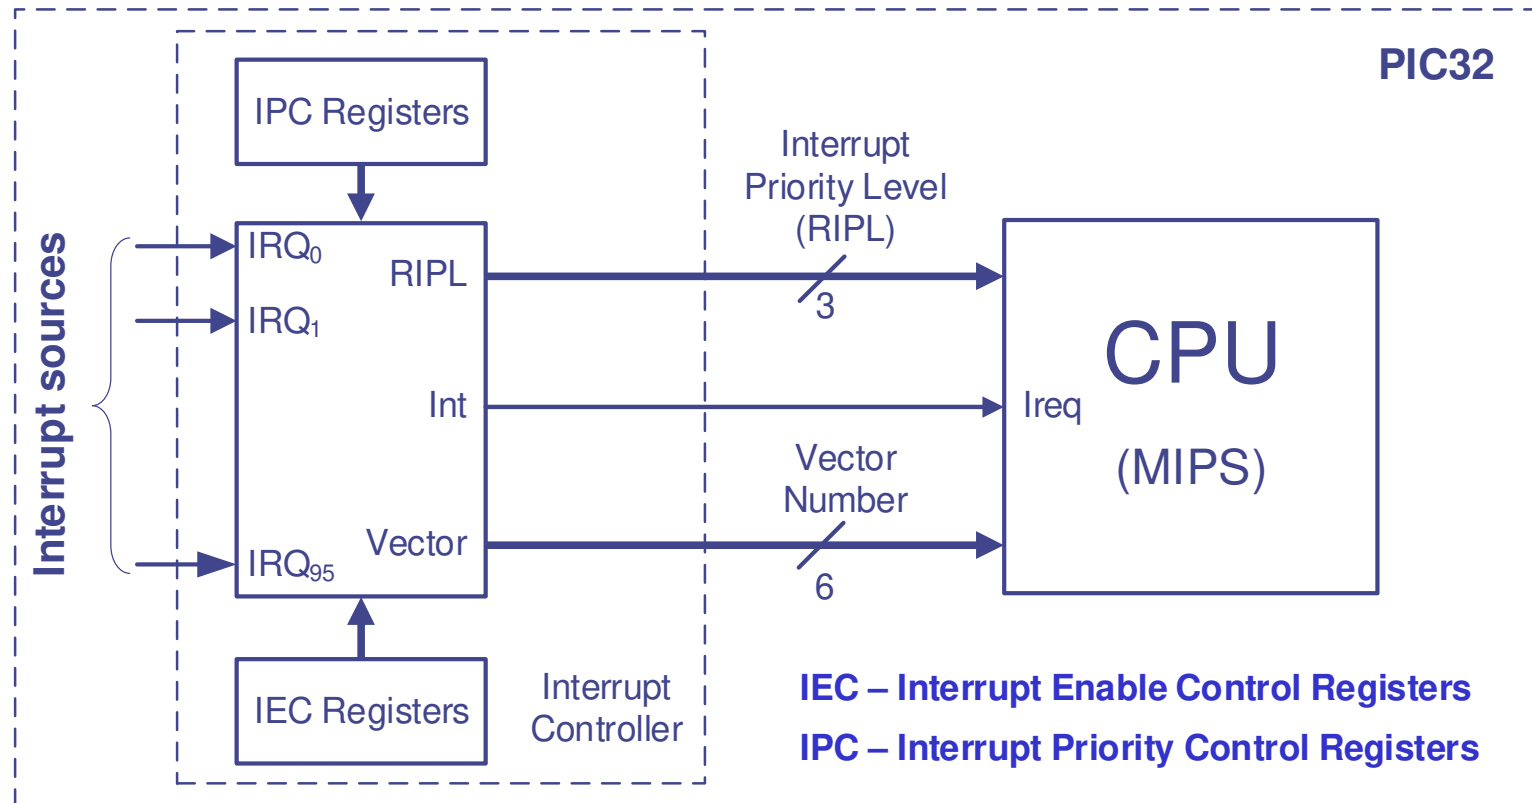 PIC32
IPC Registers
Interrupt
Priority Level
(RIPL)
3
Interrupt sources
IRQ0
IRQ1
IRQ95
RIPL
Int
Vector
Ireq
CPU
(MIPS)
Vector
Number
6
IEC Registers
Interrupt
Controller
IEC – Interrupt Enable Control Registers
IPC – Interrupt Priority Control Registers